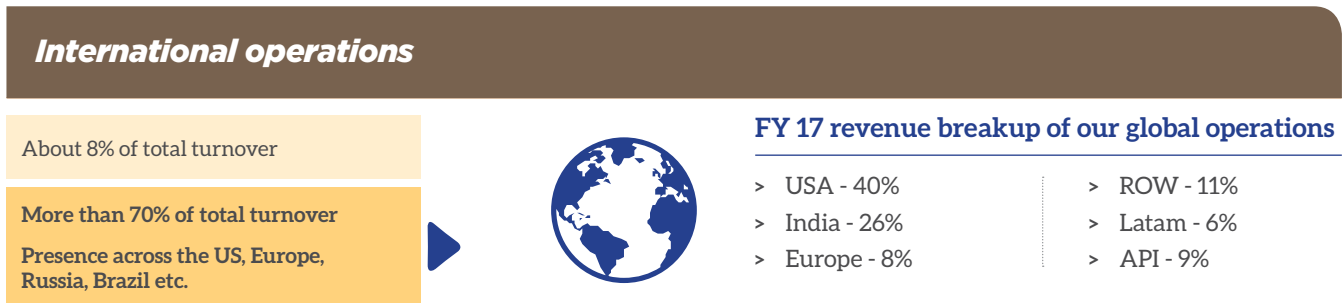 International operations
About 8% of total turnover
More than 70% of total turnover
Presence across the US, Europe,
Russia, Brazil etc.
FY 17 revenue breakup of our global operations
> USA - 40%
> India - 26%
> Europe - 8%
> ROW - 11%
> Latam - 6%
> API - 9%